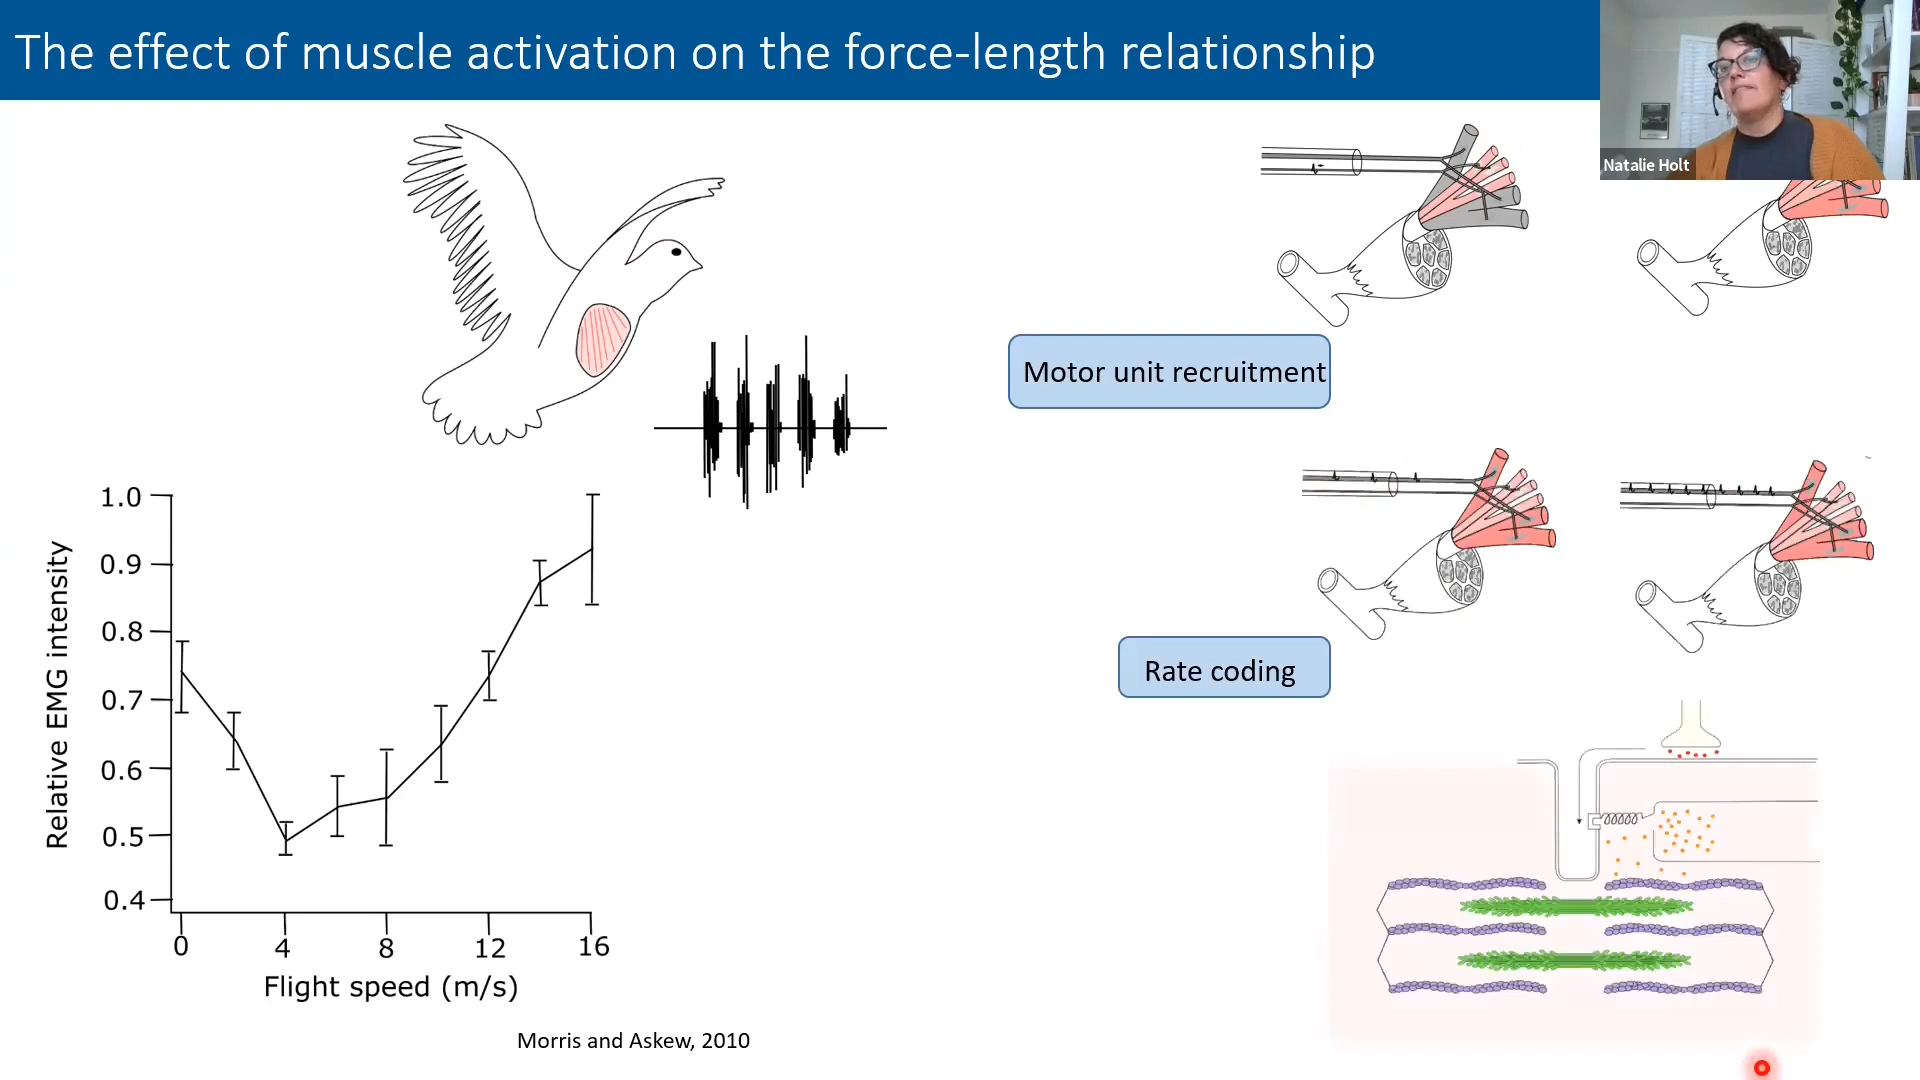 The effect of muscle activation on the force-length relationship
Natalie Holt
Motor unit recruitment
Rate coding
Relative EMG intensity
1.0
0.9
0.8
0.7
0.6
0.5
0.4
0 4 8 12 16
Flight speed (m/s)
Morris and Askew, 2010